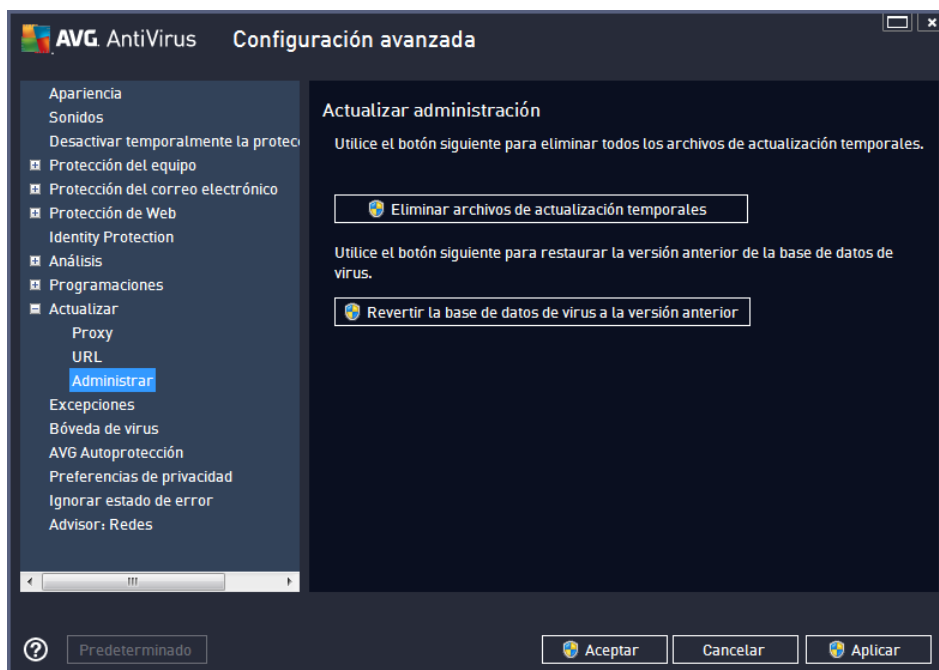 AVG. AntiVirus Configuración avanzada
Apariencia
Sonidos
Desactivar temporalmente la protec
Protección del equipo
Protección del correo electrónico
Protección de Web
Identity Protection
Análisis
Programaciones
Actualizar
Proxy
URL
Administrar
Excepciones
Bóveda de virus
AVG Autoprotección
Preferencias de privacidad
Ignorar estado de error
Advisor: Redes
Actualizar administración
Utilice el botón siguiente para eliminar todos los archivos de actualización temporales.
Eliminar archivos de actualización temporales
Utilice el botón siguiente para restaurar la versión anterior de la base de datos de
virus.
Revertir la base de datos de virus a la versión anterior
Predeterminado
Aceptar
Cancelar
Aplicar